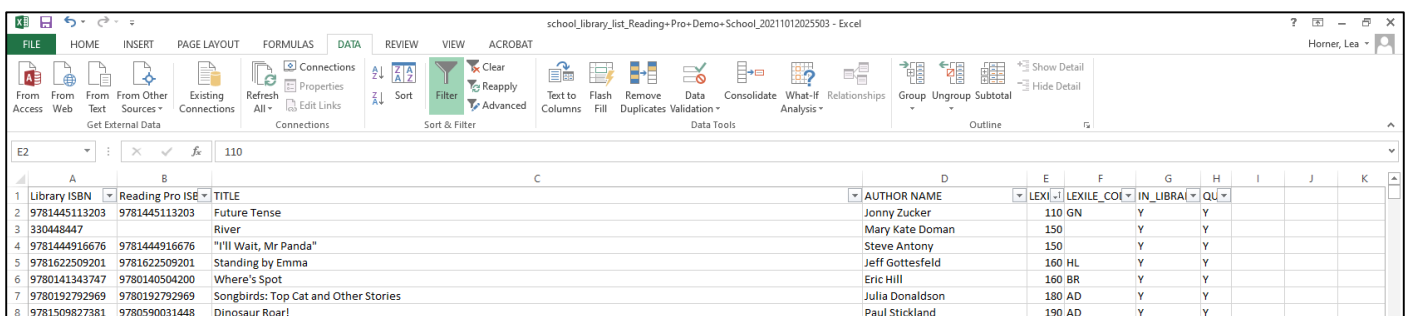 school_library_list_Reading+Pro+Demo+School_20211012025503 - Excel
FILE HOME INSERT PAGE LAYOUT FORMULAS DATA REVIEW VIEW ACROBAT Horner, Lea
From Access From Web From Text From Other Sources Existing Connections
Get External Data
Refresh All Connections Properties Edit Links
Connections
Sort Filter Clear Reapply Advanced
Sort & Filter
Text to Columns Flash Fill Remove Duplicates Data Validation Consolidate What-If Analysis Relationships
Data Tools
Group Ungroup Subtotal Show Detail Hide Detail
Outline
E2 fx 110
A B C D E F G H I J K
1 Library ISBN Reading Pro ISB TITLE AUTHOR NAME LEXI LEXILE_COI IN_LIBRAI QU
2 9781445113203 9781445113203 Future Tense Jonny Zucker 110 GN Y Y
3 330448447 River Mary Kate Doman 150 Y Y
4 9781444916676 9781444916676 "I'll Wait, Mr Panda" Steve Antony 150 Y Y
5 9781622509201 9781622509201 Standing by Emma Jeff Gottesfeld 160 HL Y Y
6 9780141343747 9780140504200 Where's Spot Eric Hill 160 BR Y Y
7 9780192792969 9780192792969 Songbirds: Top Cat and Other Stories Julia Donaldson 180 AD Y Y
8 9781509827381 9780590031448 Dinosaur Roar! Paul Stickland 190 AD Y Y